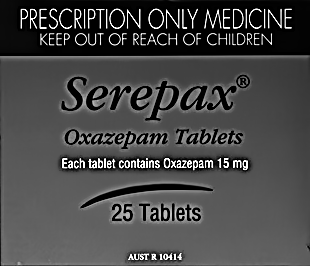 PRESCRIPTION ONLY MEDICINE
KEEP OUT OF REACH OF CHILDREN
Serepax®
Oxazepam Tablets
Each tablet contains Oxazepam 15 mg
25 Tablets
AUST R 10414